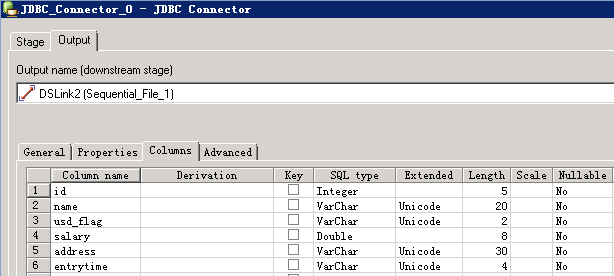 JDBC_Connector_0 - JDBC Connector
Stage Output
Output name (downstream stage)
DSLink2 (Sequential_File_1)
General Properties Columns Advanced
Column name Derivation Key SQL type Extended Length Scale Nullable
1 id Integer 5 No
2 name VarChar Unicode 20 No
3 usd_flag VarChar Unicode 2 No
4 salary Double 8 No
5 address VarChar Unicode 30 No
6 entrytime VarChar Unicode 4 No